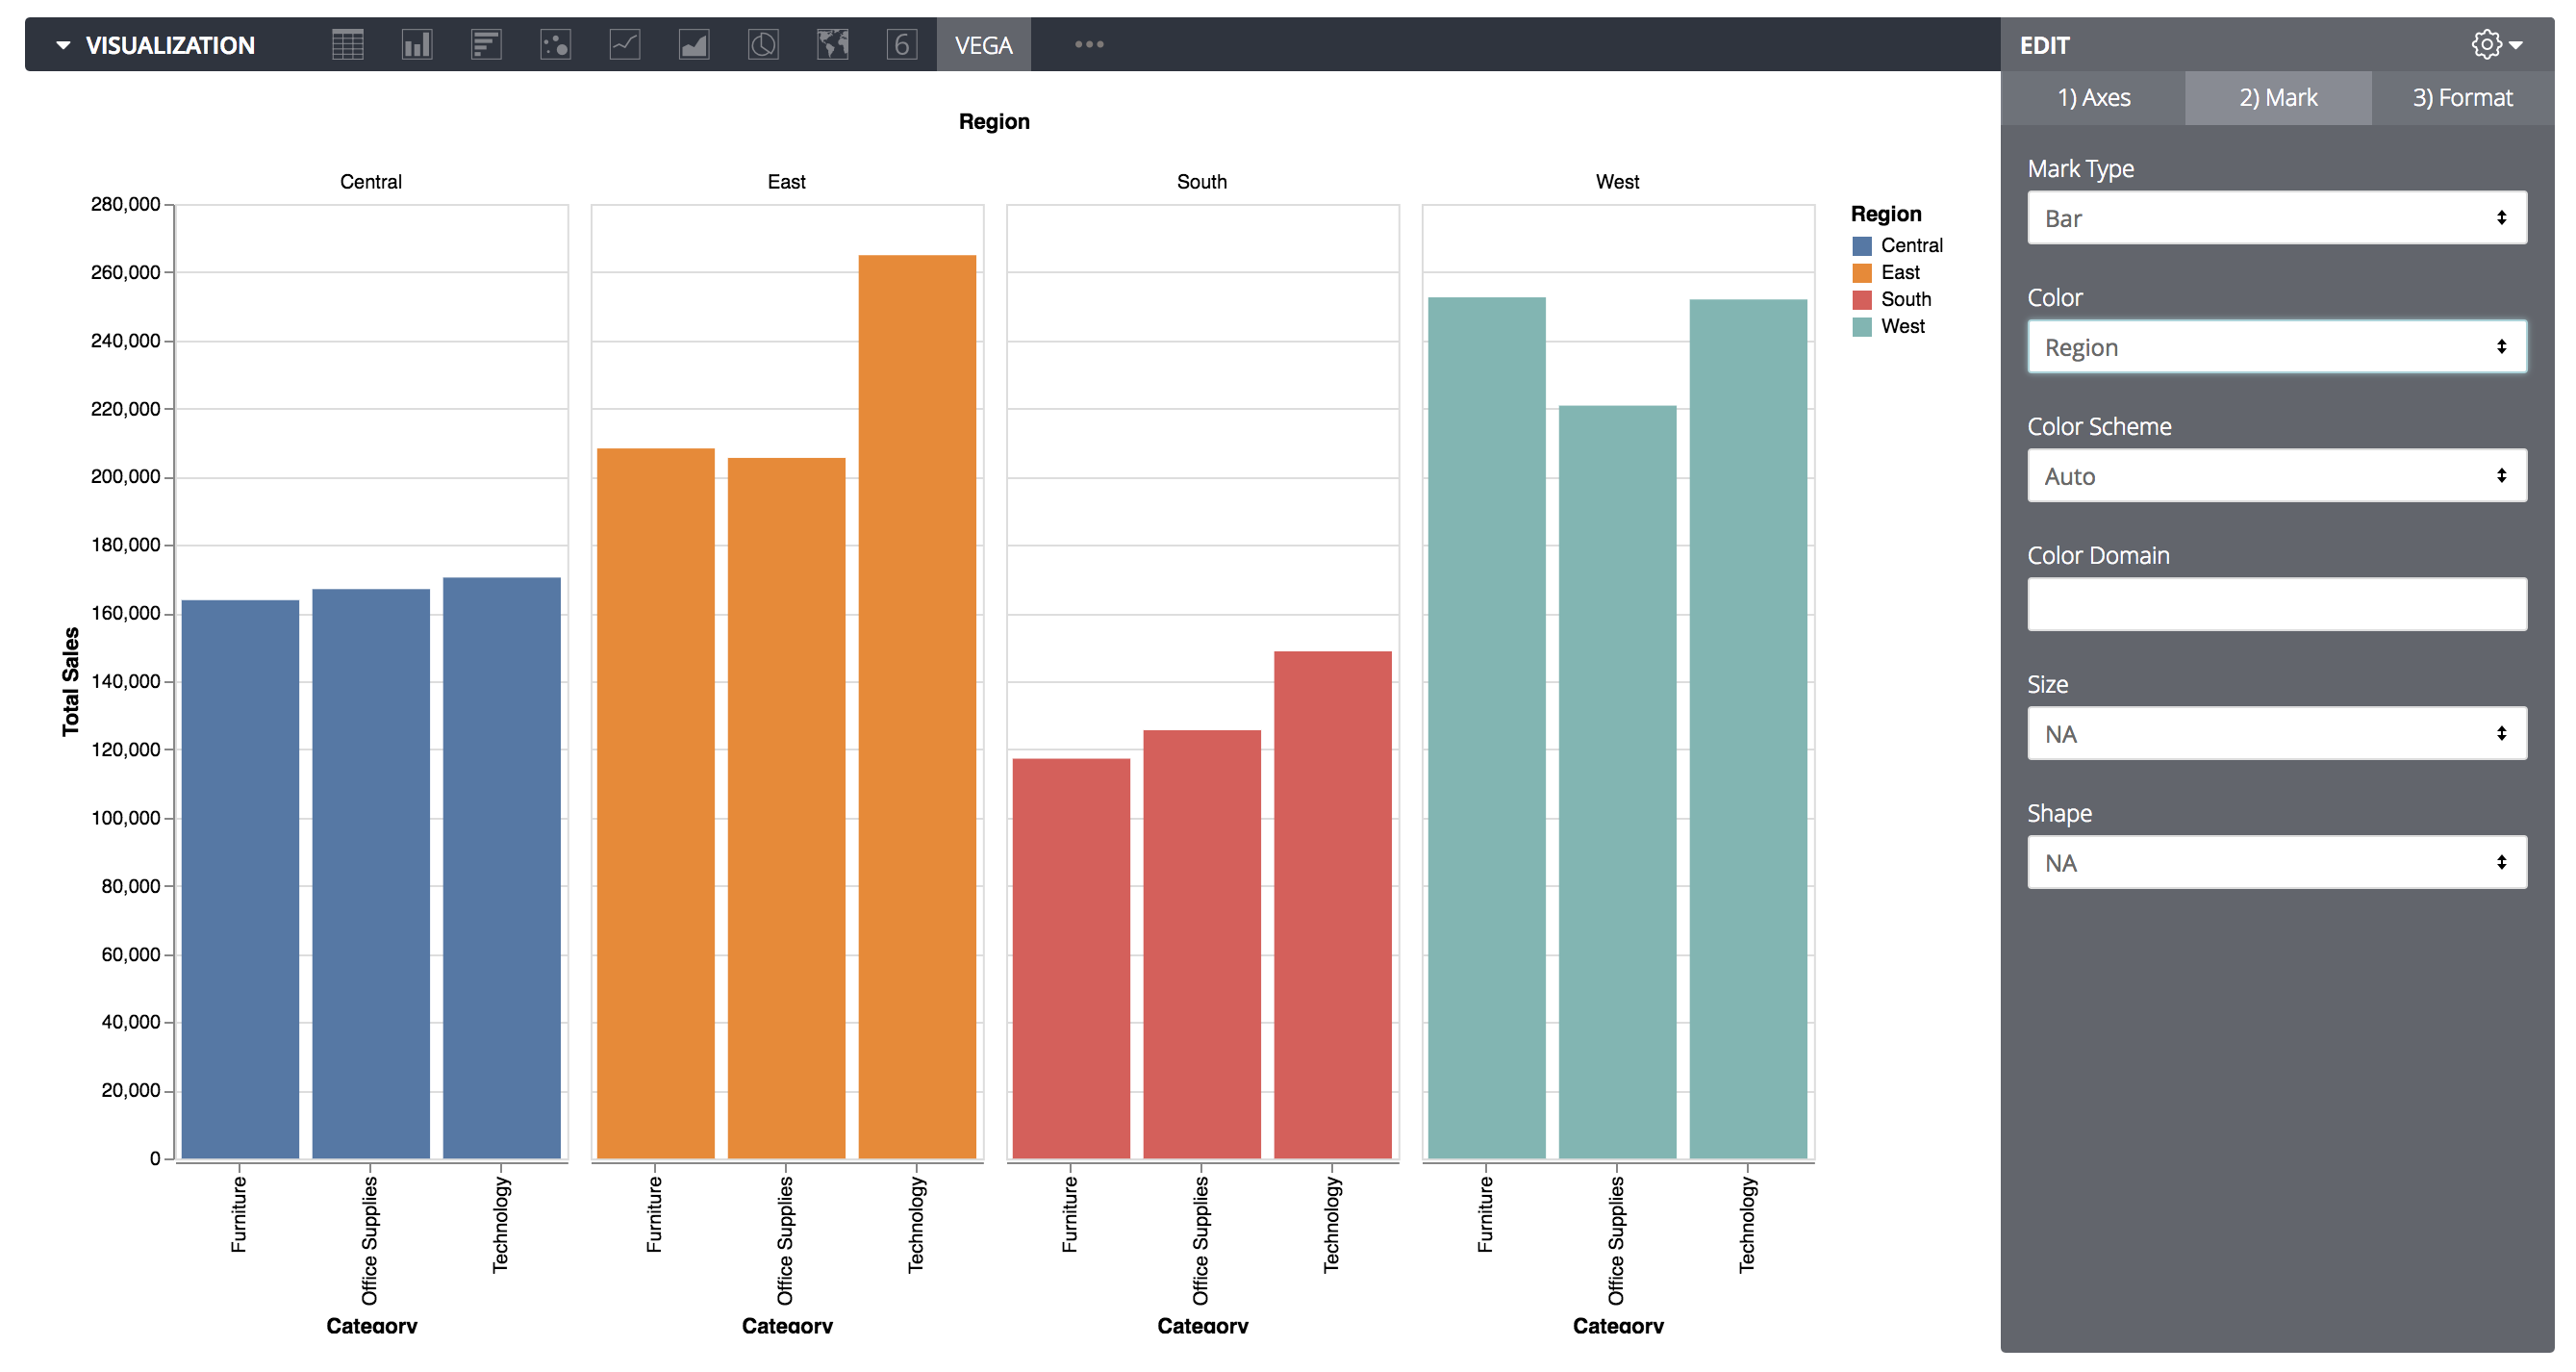 VISUALIZATION 6 VEGA
EDIT
1) Axes 2) Mark 3) Format
Region
Central East South West
280,000
260,000
240,000
220,000
200,000
180,000
160,000
140,000
120,000
100,000
80,000
60,000
40,000
20,000
0
Total Sales
Furniture
Office Supplies
Technology
Category
Furniture
Office Supplies
Technology
Category
Furniture
Office Supplies
Technology
Category
Furniture
Office Supplies
Technology
Category
Region
Central
East
South
West
Mark Type
Bar
Color
Region
Color Scheme
Auto
Color Domain
Size
NA
Shape
NA